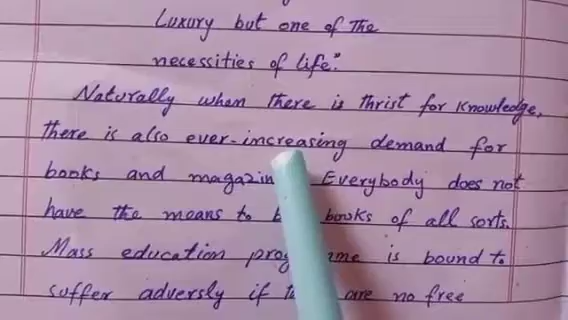 Luxury but one of the
necessities of life".
Naturally when there is thrist for knowledge,
there is also ever-increasing demand for
books and magazin Everybody does not
have the means to b books of all sorts.
Mass education prog me is bound to
suffer adversly if t are no free